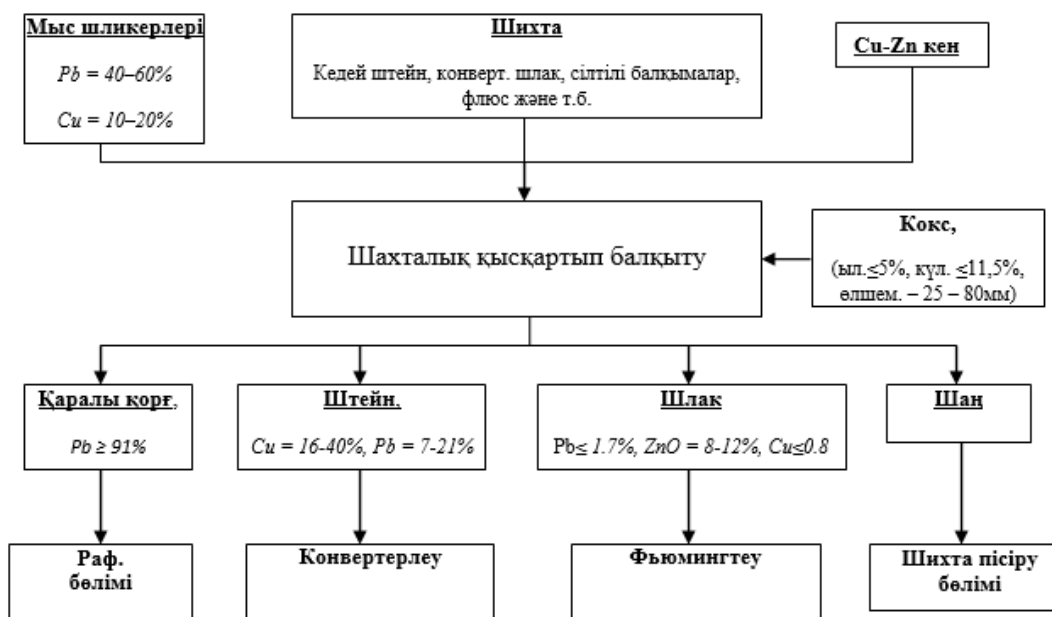 Мыс шликерлері
Pb = 40–60%
Cu = 10–20%
Шихта
Кедей штейн, конверт. шлак, сілтілі балқымалар,
флюс және т.б.
Cu-Zn кен
Шахталық қысқартып балқыту
Кокс,
(ыл.≤5%, күл. ≤11,5%,
өлшем. – 25 – 80мм)
Қаралы қорғ,
Pb ≥ 91%
Штейн,
Cu = 16-40%, Pb = 7-21%
Шлак
Pb≤ 1.7%, ZnO = 8-12%, Cu≤0.8
Шаң
Раф.
бөлімі
Конвертерлеу
Фьюмингтеу
Шихта пісіру
бөлімі